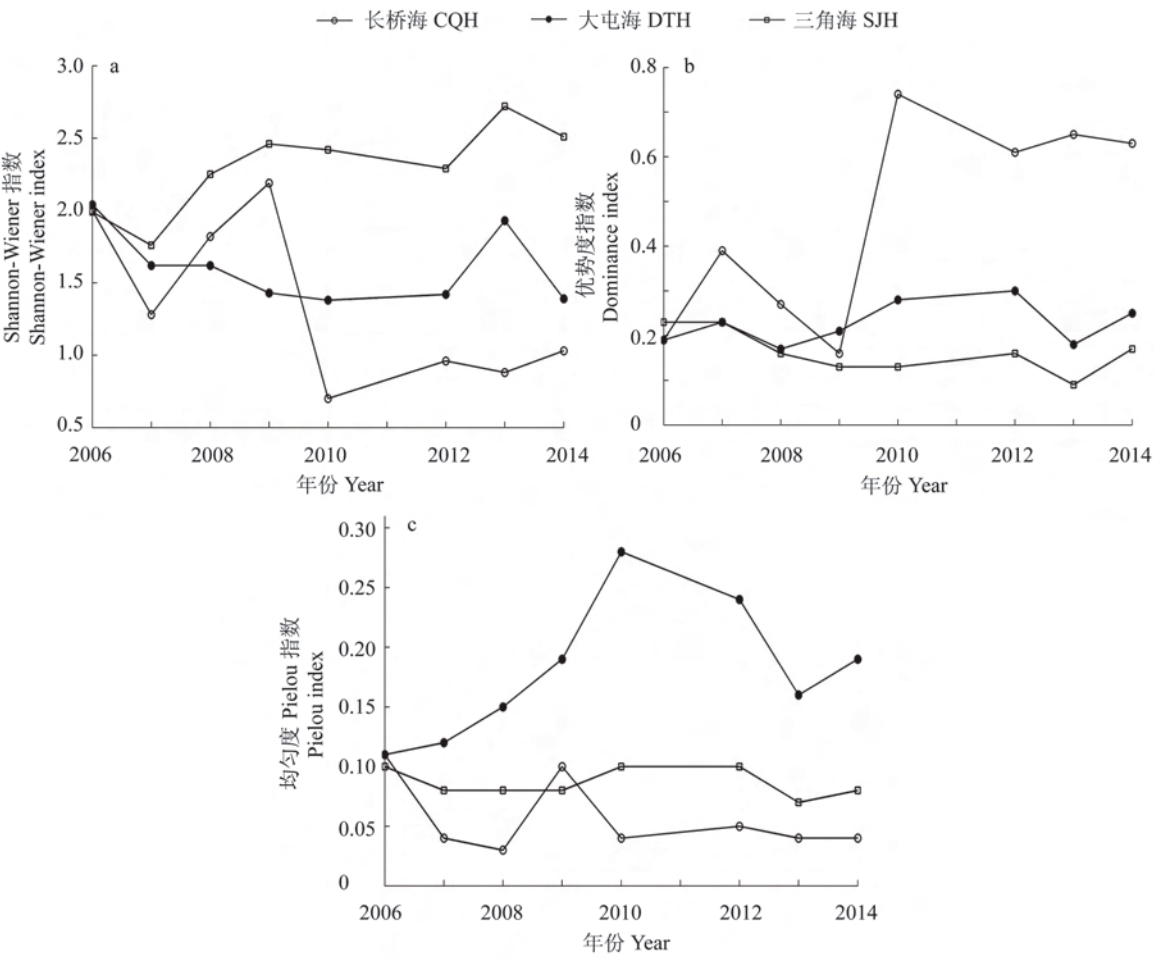 长桥海 CQH 大屯海 DTH 三角海 SJH
a
3.0
2.5
2.0
1.5
1.0
0.5
2006 2008 2010 2012 2014
年份 Year
Shannon-Wiener 指数
Shannon-Wiener index
b
0.8
0.6
0.4
0.2
0
2006 2008 2010 2012 2014
年份 Year
优势度指数
Dominance index
c
0.30
0.25
0.20
0.15
0.10
0.05
0
2006 2008 2010 2012 2014
年份 Year
均匀度 Pielou 指数
Pielou index